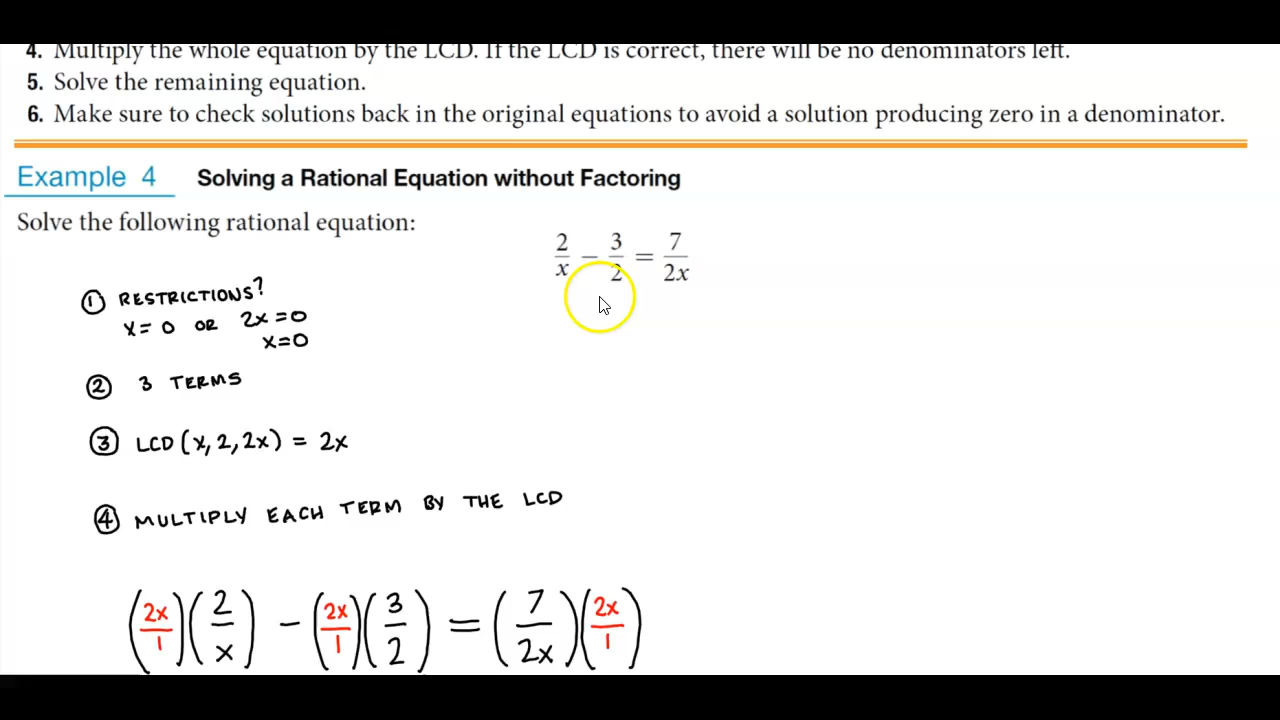 4. Multiply the whole equation by the LCD. If the LCD is correct, there will be no denominators left.
5. Solve the remaining equation.
6. Make sure to check solutions back in the original equations to avoid a solution producing zero in a denominator.
Example 4 Solving a Rational Equation without Factoring
Solve the following rational equation:
2/x − 3/2 = 7/2x
① RESTRICTIONS?
x = 0 OR 2x = 0
x = 0
② 3 TERMS
③ LCD (x, 2, 2x) = 2x
④ MULTIPLY EACH TERM BY THE LCD
(2x/1)(2/x) − (2x/1)(3/2) = (7/2x)(2x/1)